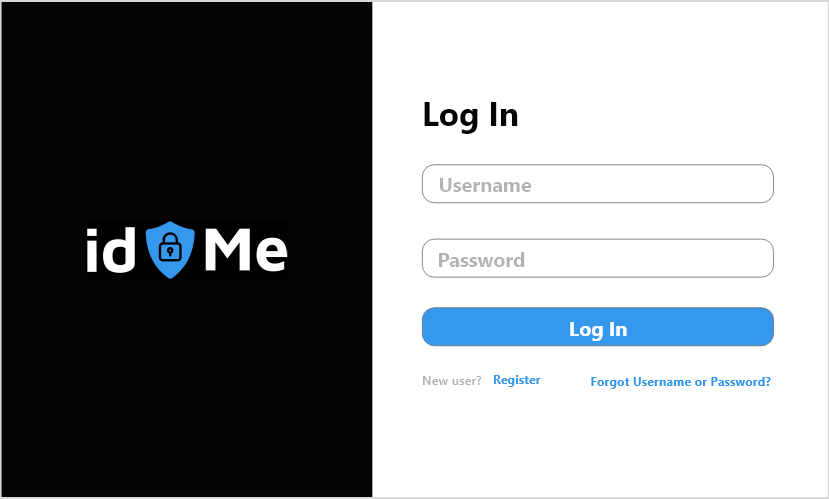 id Me
Log In
Username
Password
Log In
New user? Register
Forgot Username or Password?